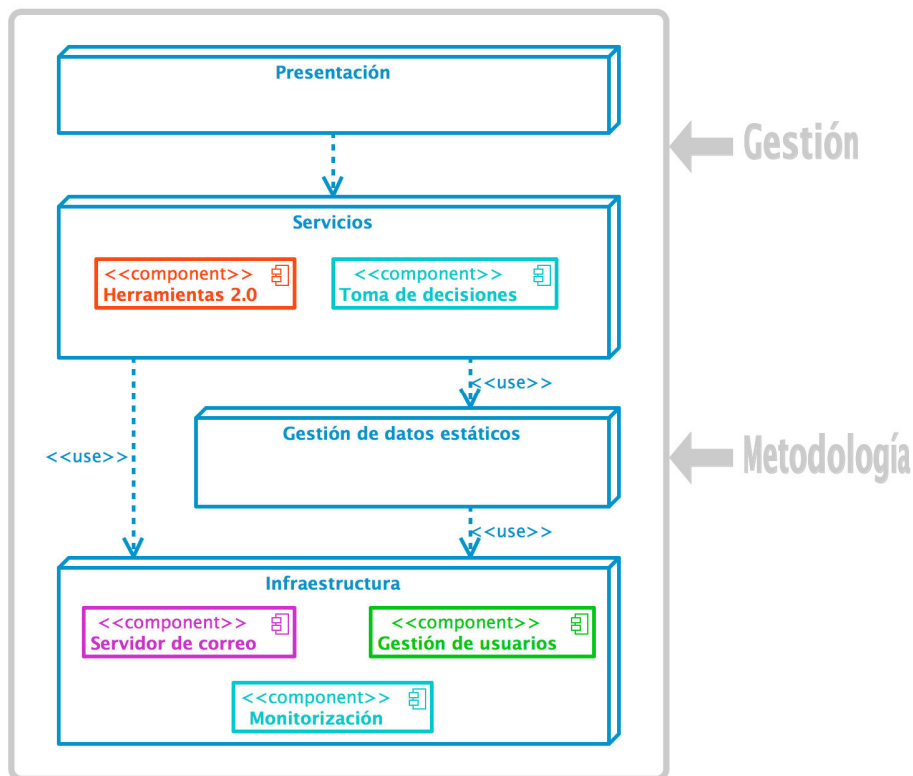 Presentación
Gestión
Servicios
<<component>>
Herramientas 2.0
<<component>>
Toma de decisiones
<<use>>
Gestión de datos estáticos
<<use>>
Metodología
<<use>>
Infraestructura
<<component>>
Servidor de correo
<<component>>
Gestión de usuarios
<<component>>
Monitorización